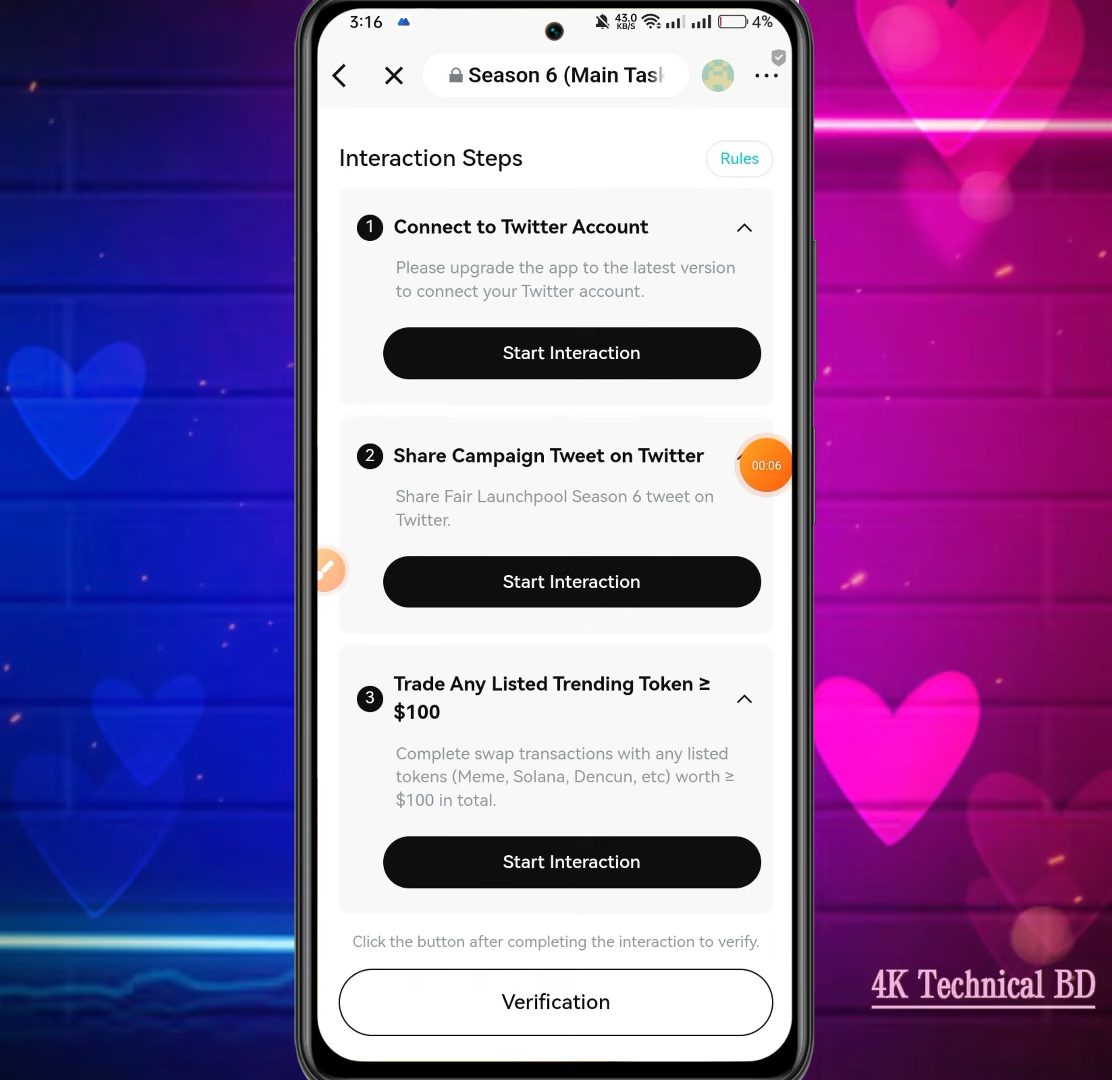 3:16
43.0
KB/S
4%
Season 6 (Main Tas
Interaction Steps
Rules
1 Connect to Twitter Account
Please upgrade the app to the latest version
to connect your Twitter account.
Start Interaction
2 Share Campaign Tweet on Twitter
00:06
Share Fair Launchpool Season 6 tweet on
Twitter.
Start Interaction
3 Trade Any Listed Trending Token ≥
$100
Complete swap transactions with any listed
tokens (Meme, Solana, Dencun, etc) worth ≥
$100 in total.
Start Interaction
Click the button after completing the interaction to verify.
Verification
4K Technical BD